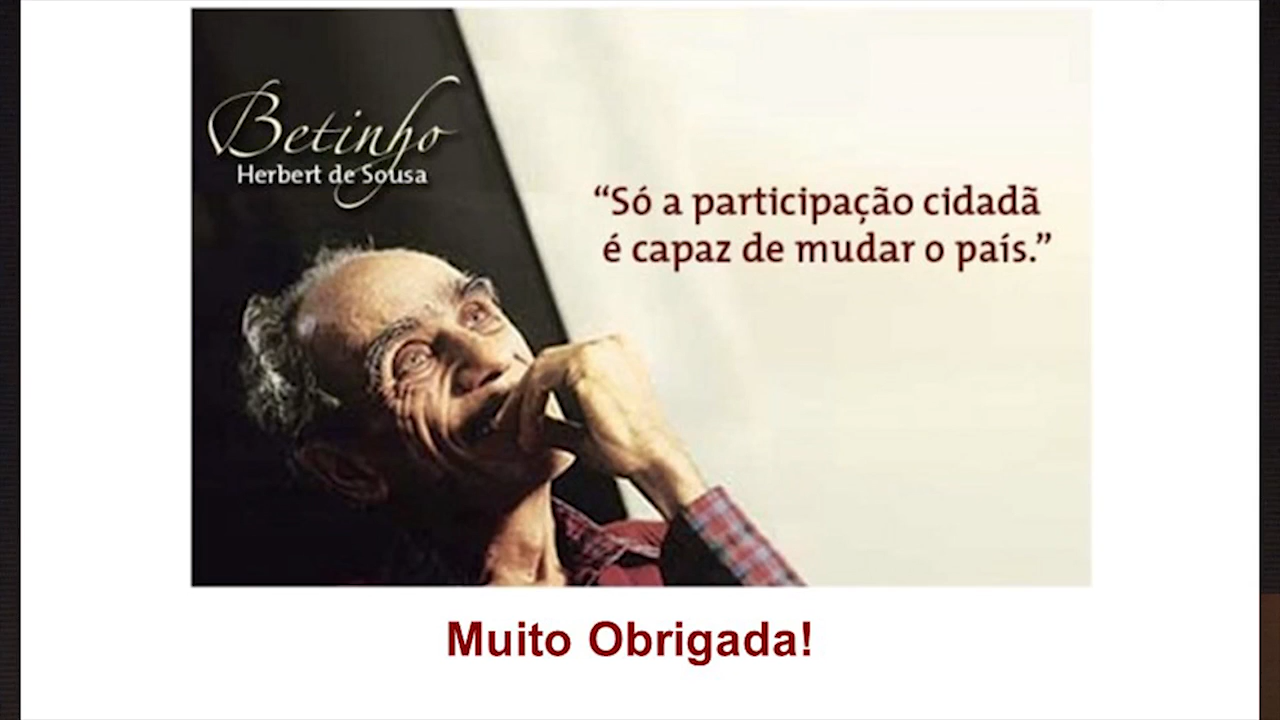 Betinho
Herbert de Sousa
“Só a participação cidadã
é capaz de mudar o país.”
Muito Obrigada!